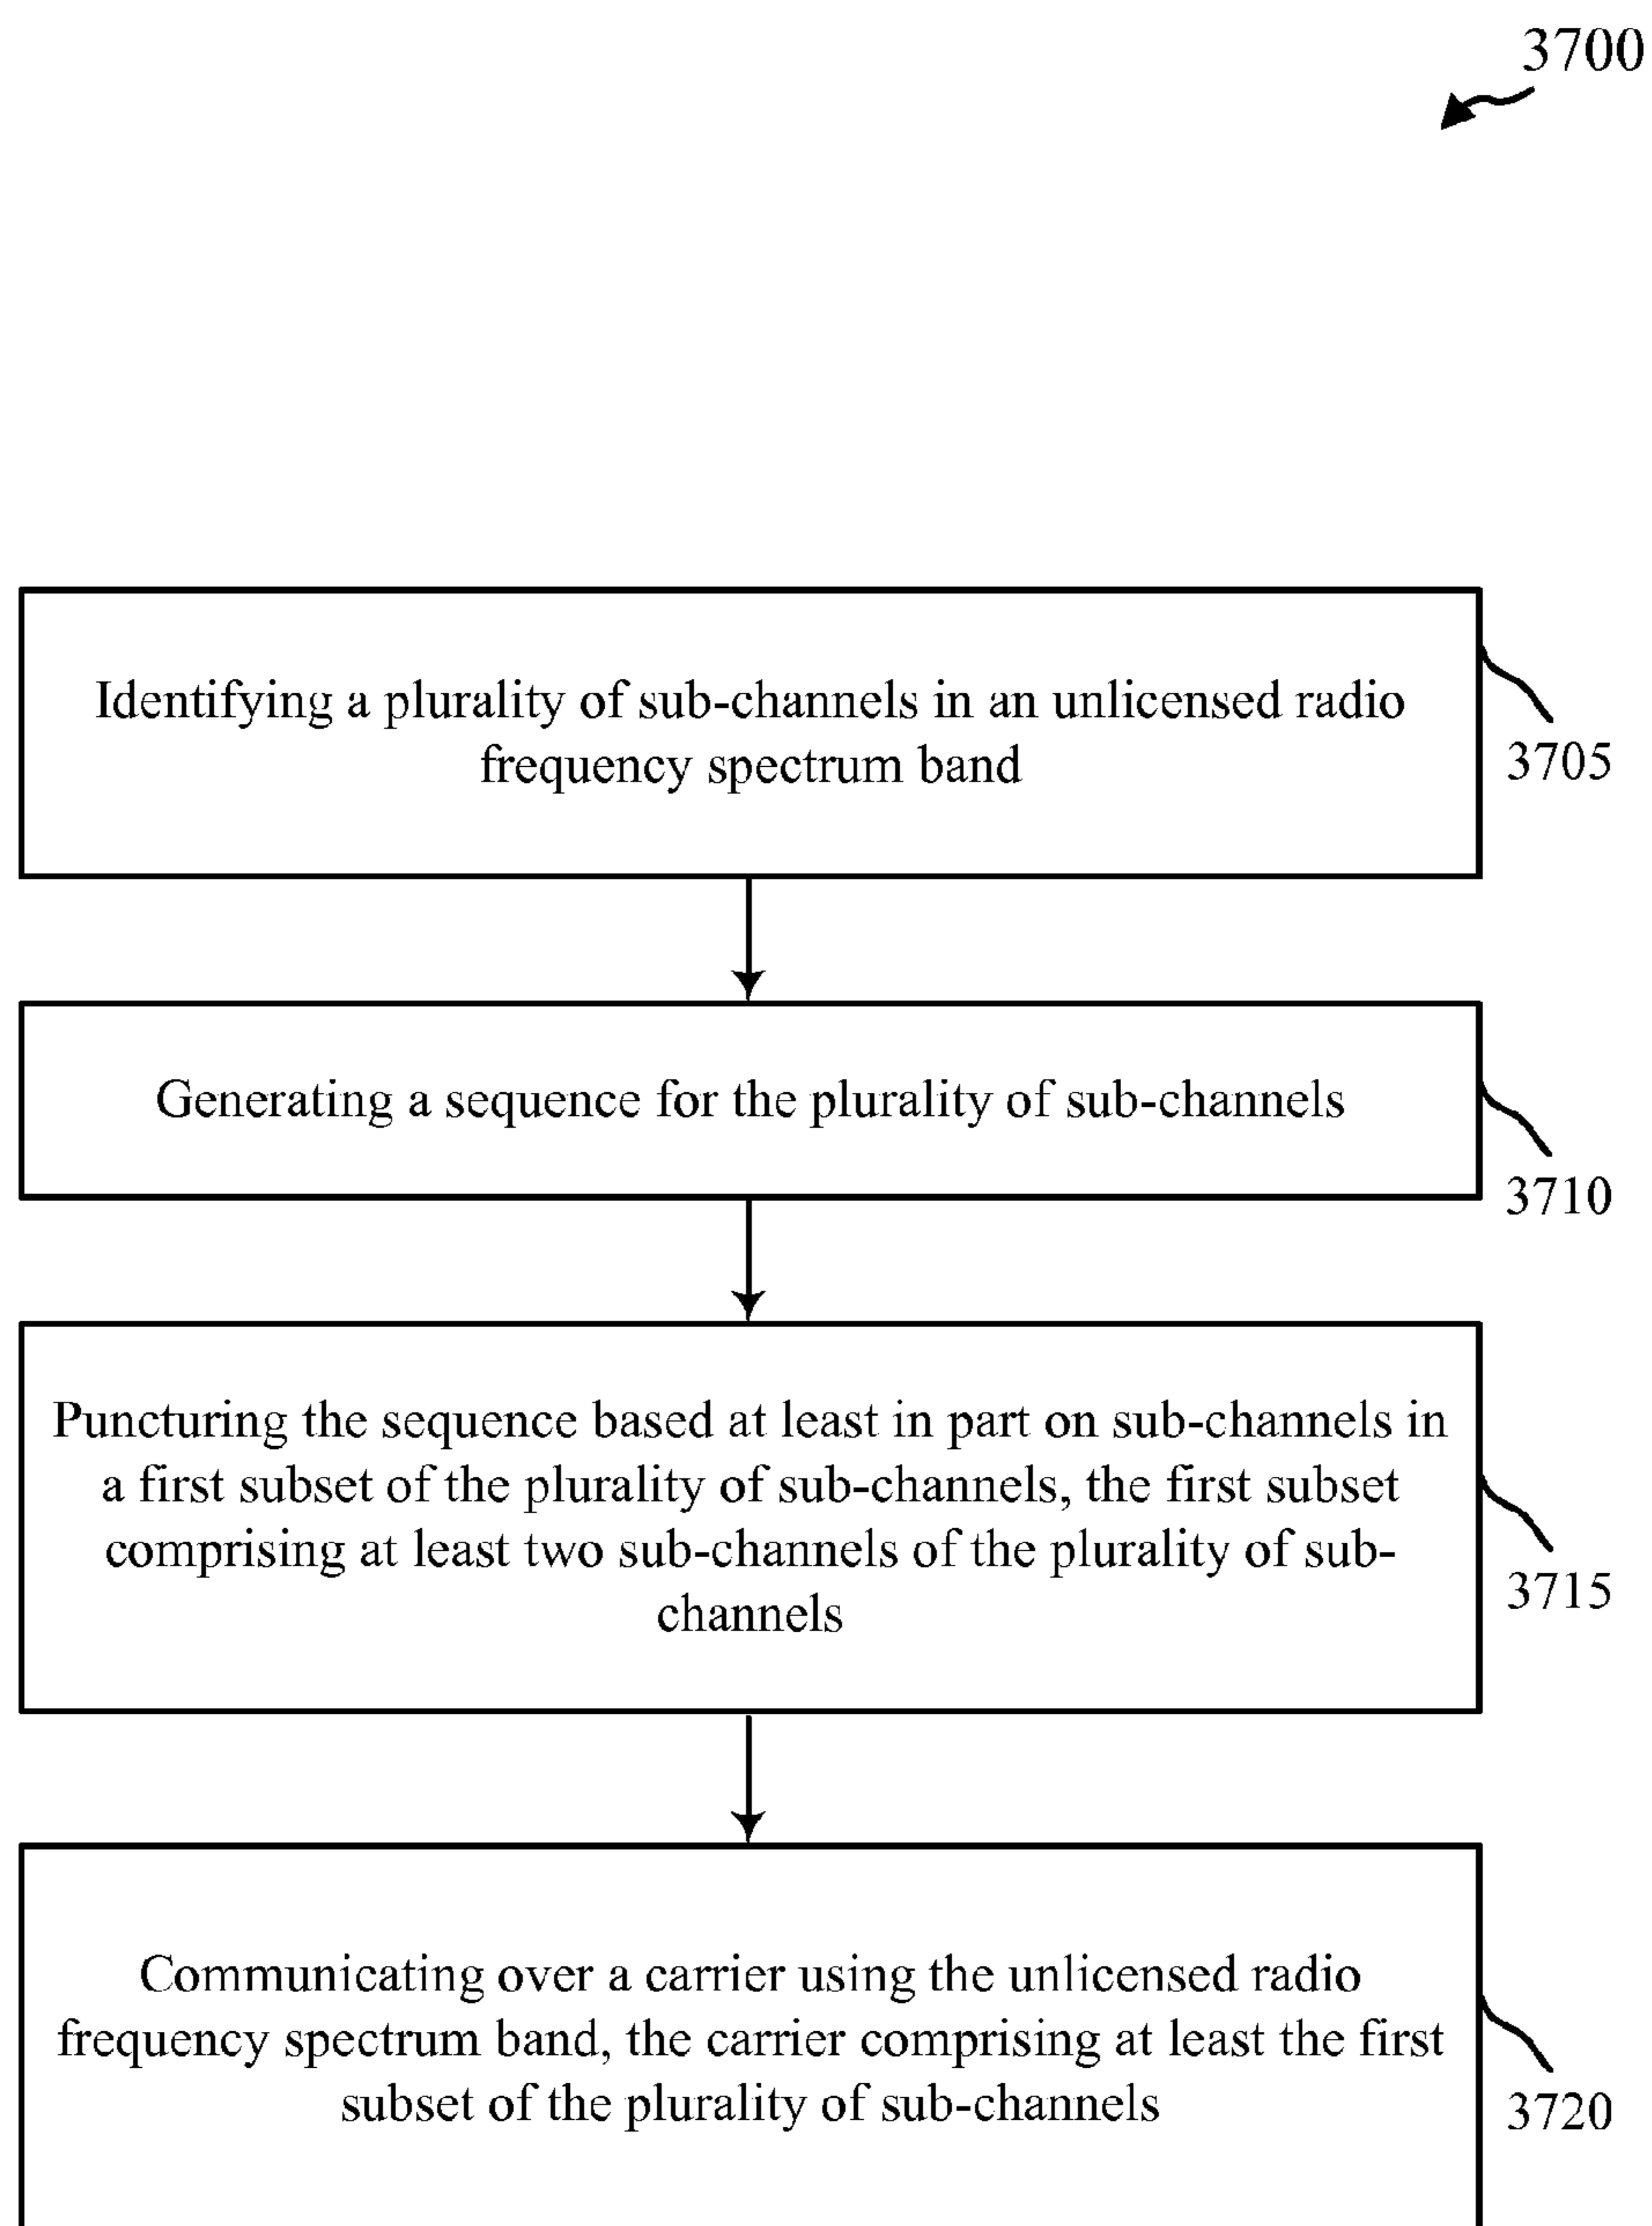 3700
Identifying a plurality of sub-channels in an unlicensed radio
frequency spectrum band
3705
Generating a sequence for the plurality of sub-channels
3710
Puncturing the sequence based at least in part on sub-channels in
a first subset of the plurality of sub-channels, the first subset
comprising at least two sub-channels of the plurality of sub-
channels
3715
Communicating over a carrier using the unlicensed radio
frequency spectrum band, the carrier comprising at least the first
subset of the plurality of sub-channels
3720